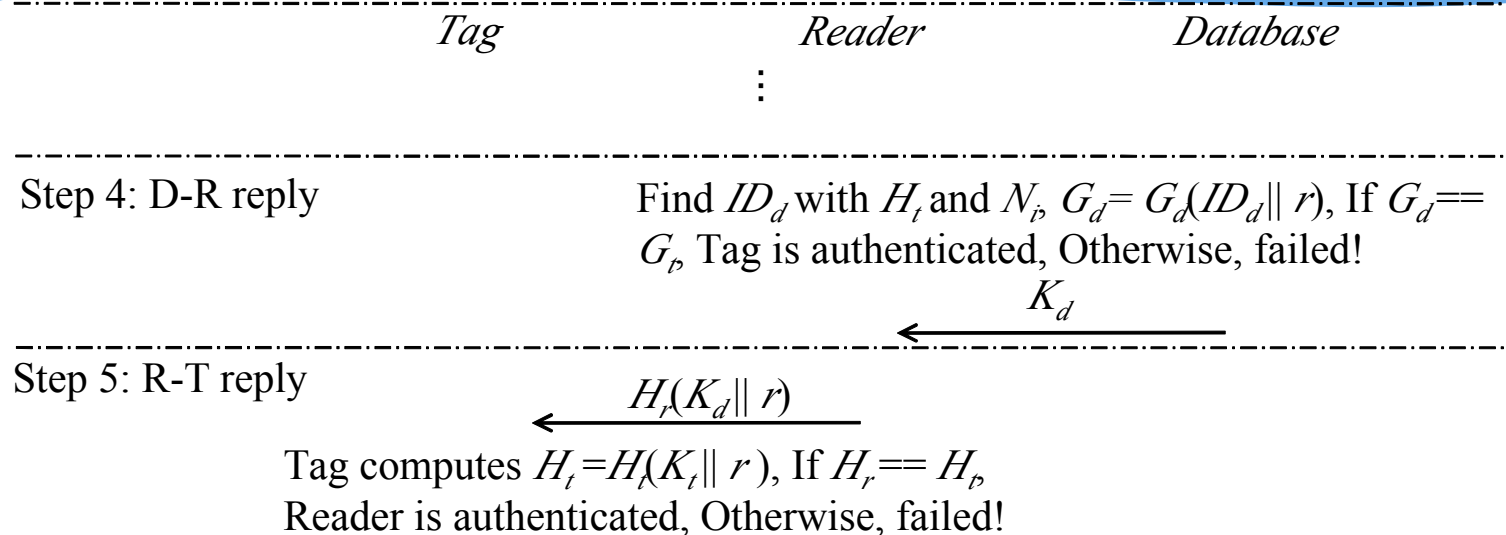 Tag Reader Database
⋮
Step 4: D-R reply
Find ID_d with H_t and N_i, G_d= G_d(ID_d|| r), If G_d==
G_t, Tag is authenticated, Otherwise, failed!
K_d
Step 5: R-T reply
H_r(K_d|| r)
Tag computes H_t=H_t(K_t|| r ), If H_r== H_t,
Reader is authenticated, Otherwise, failed!